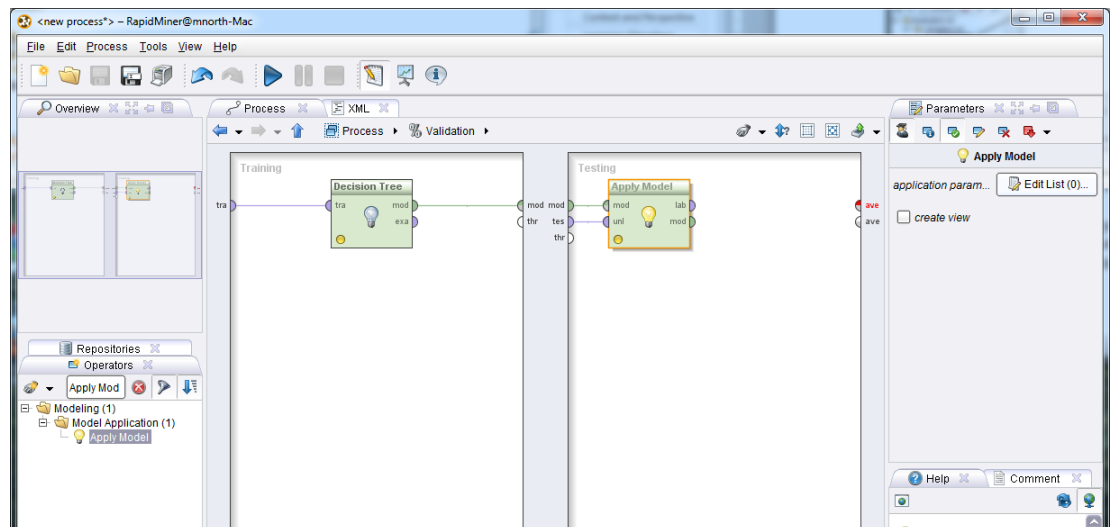 <new process*> – RapidMiner@mnorth-Mac
File Edit Process Tools View Help
Overview
Process
XML
Parameters
Process
Validation
Apply Model
Training
Testing
application param...
Edit List (0)...
create view
Decision Tree
tra
tra
mod
exa
mod
thr
mod
tes
thr
Apply Model
mod
unl
lab
mod
ave
ave
Repositories
Operators
Apply Mod
Modeling (1)
Model Application (1)
Apply Model
Help
Comment